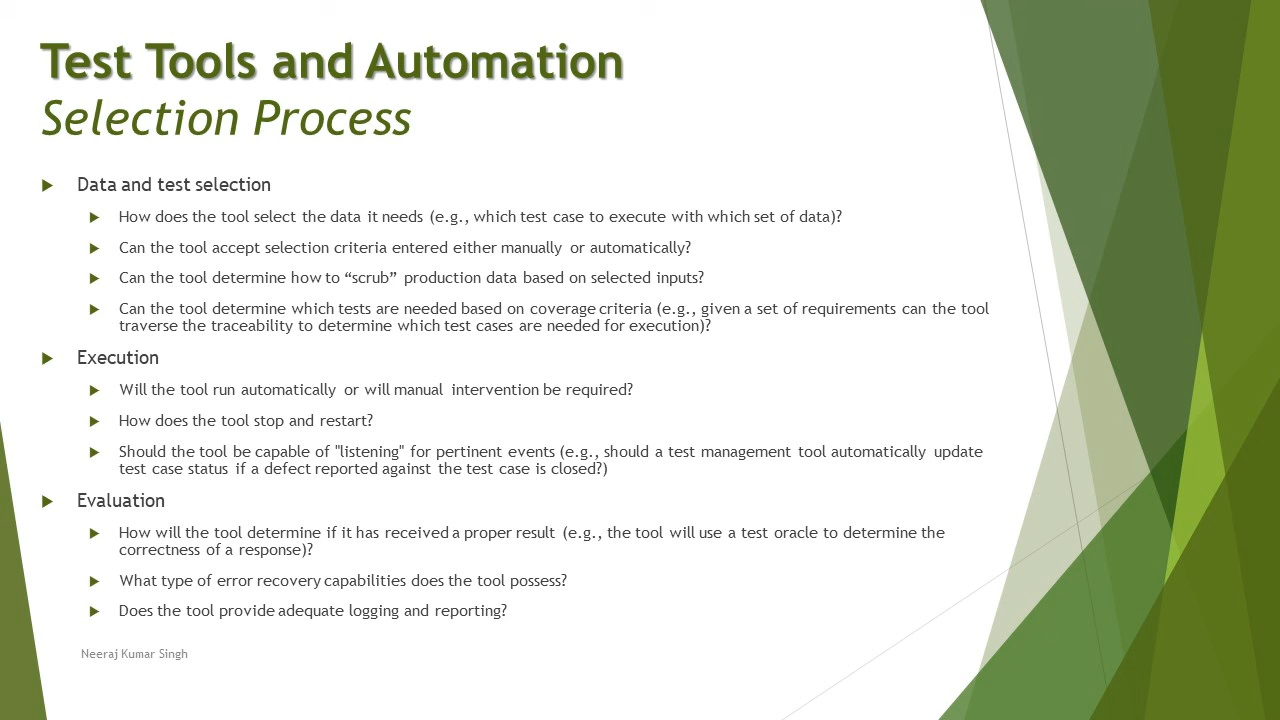 Test Tools and Automation
Selection Process
Data and test selection
How does the tool select the data it needs (e.g., which test case to execute with which set of data)?
Can the tool accept selection criteria entered either manually or automatically?
Can the tool determine how to “scrub” production data based on selected inputs?
Can the tool determine which tests are needed based on coverage criteria (e.g., given a set of requirements can the tool
traverse the traceability to determine which test cases are needed for execution)?
Execution
Will the tool run automatically or will manual intervention be required?
How does the tool stop and restart?
Should the tool be capable of "listening" for pertinent events (e.g., should a test management tool automatically update
test case status if a defect reported against the test case is closed?)
Evaluation
How will the tool determine if it has received a proper result (e.g., the tool will use a test oracle to determine the
correctness of a response)?
What type of error recovery capabilities does the tool possess?
Does the tool provide adequate logging and reporting?
Neeraj Kumar Singh